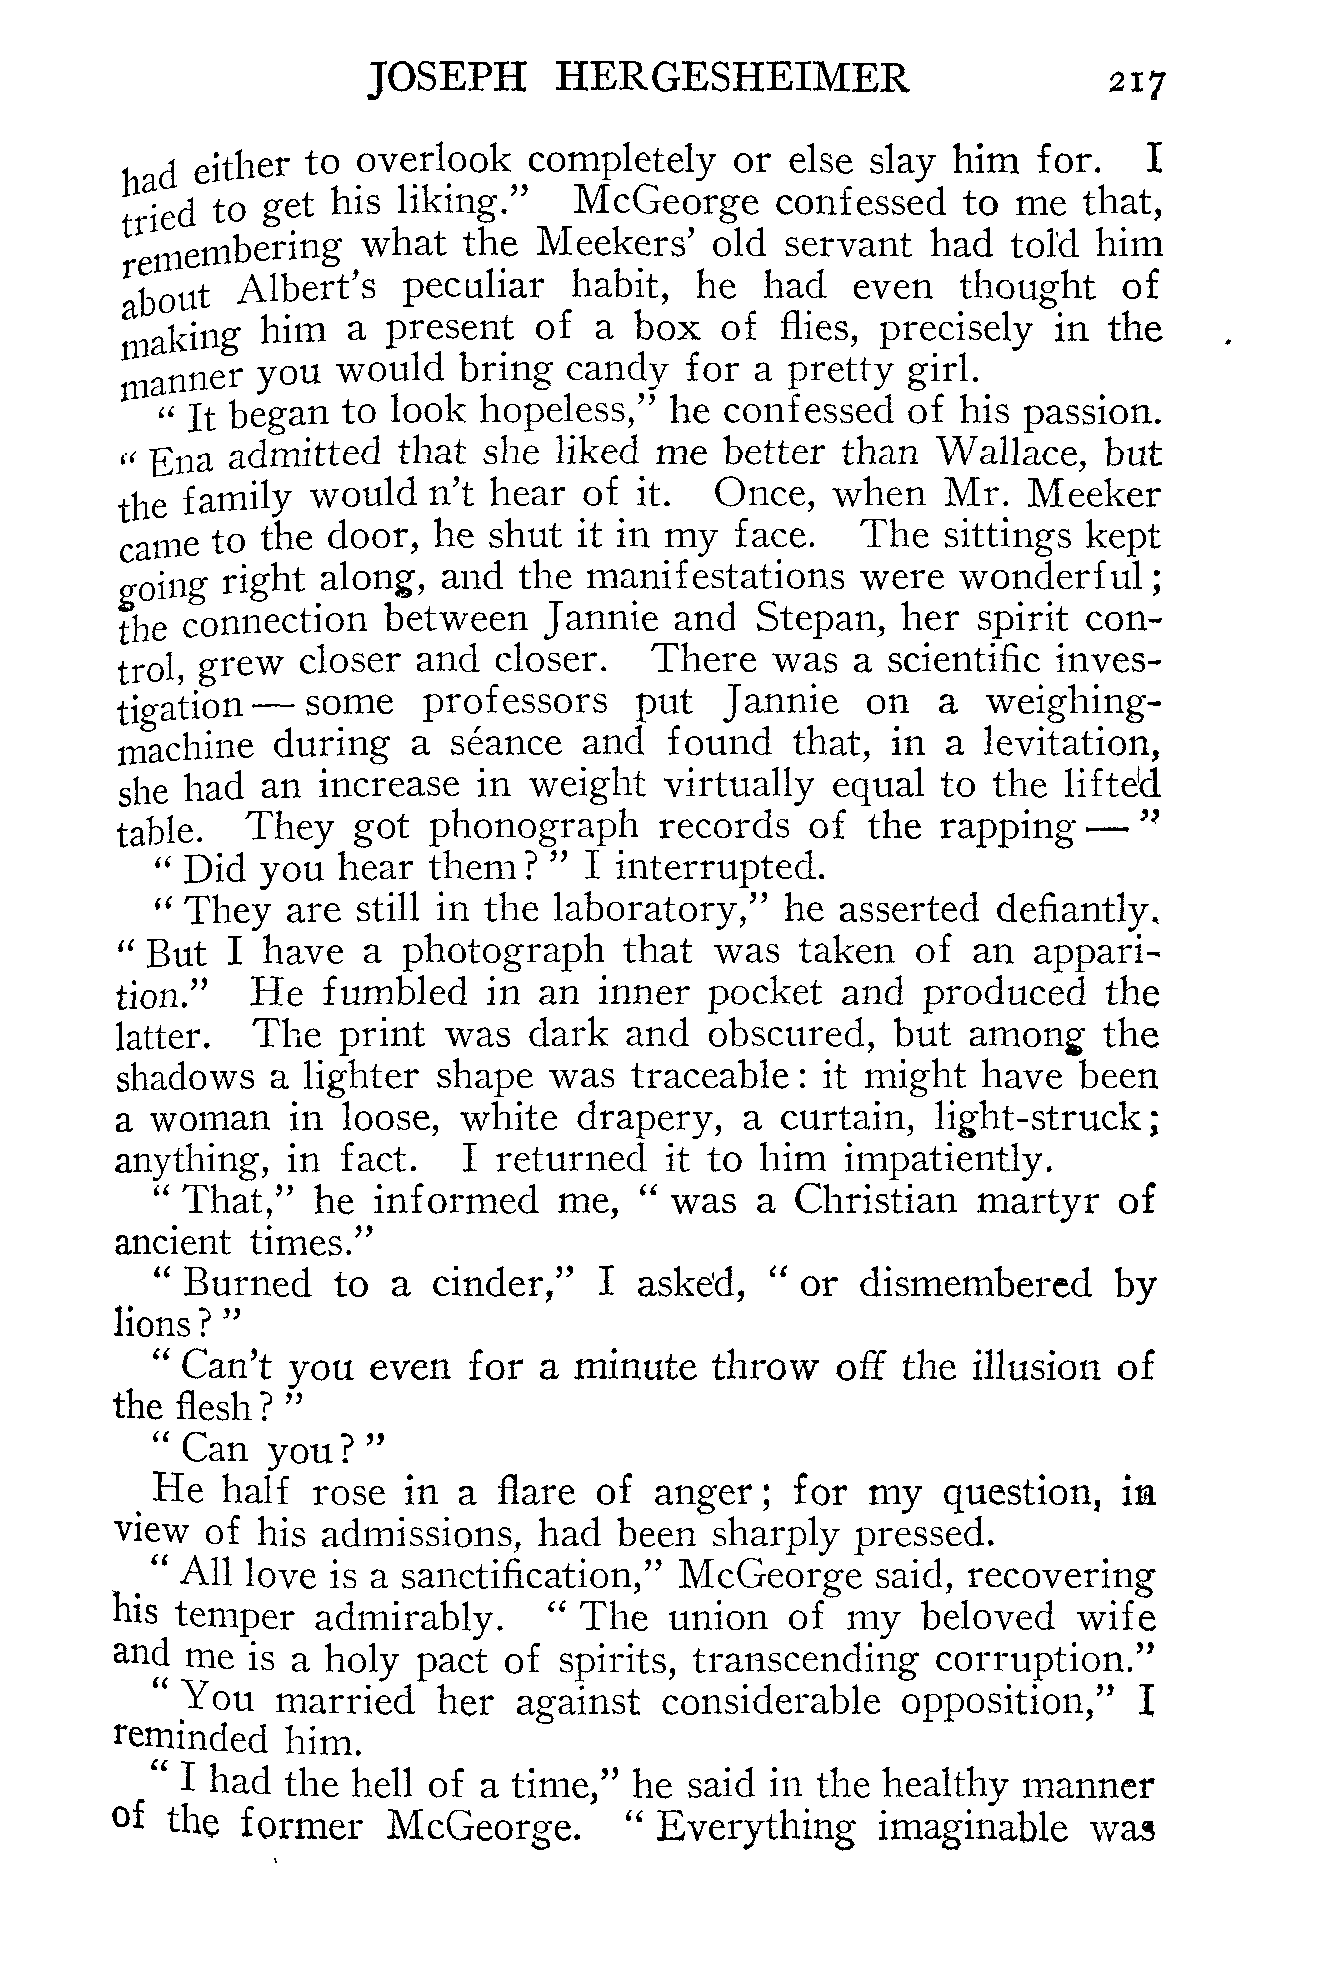 JOSEPH HERGESHEIMER 217
had either to overlook completely or else slay him for. I
tried to get his liking.” McGeorge confessed to me that,
remembering what the Meekers’ old servant had told him
about Albert’s peculiar habit, he had even thought of
making him a present of a box of flies, precisely in the
manner you would bring candy for a pretty girl.
“ It began to look hopeless,” he confessed of his passion.
“ Ena admitted that she liked me better than Wallace, but
the family would n’t hear of it. Once, when Mr. Meeker
came to the door, he shut it in my face. The sittings kept
going right along, and the manifestations were wonderful;
the connection between Jannie and Stepan, her spirit con-
trol, grew closer and closer. There was a scientific inves-
tigation — some professors put Jannie on a weighing-
machine during a séance and found that, in a levitation,
she had an increase in weight virtually equal to the lifted
table. They got phonograph records of the rapping — ”
“ Did you hear them? ” I interrupted.
“ They are still in the laboratory,” he asserted defiantly.
“ But I have a photograph that was taken of an appari-
tion.” He fumbled in an inner pocket and produced the
latter. The print was dark and obscured, but among the
shadows a lighter shape was traceable: it might have been
a woman in loose, white drapery, a curtain, light-struck;
anything, in fact. I returned it to him impatiently.
“ That,” he informed me, “ was a Christian martyr of
ancient times.”
“ Burned to a cinder,” I asked, “ or dismembered by
lions? ”
“ Can’t you even for a minute throw off the illusion of
the flesh? ”
“ Can you? ”
He half rose in a flare of anger; for my question, in
view of his admissions, had been sharply pressed.
“ All love is a sanctification,” McGeorge said, recovering
his temper admirably. “ The union of my beloved wife
and me is a holy pact of spirits, transcending corruption.”
“ You married her against considerable opposition,” I
reminded him.
“ I had the hell of a time,” he said in the healthy manner
of the former McGeorge. “ Everything imaginable was